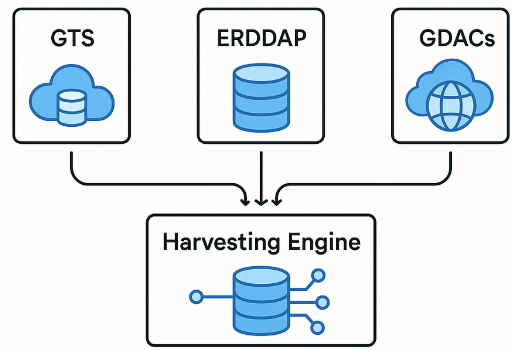 GTS
ERDDAP
GDACs
Harvesting Engine